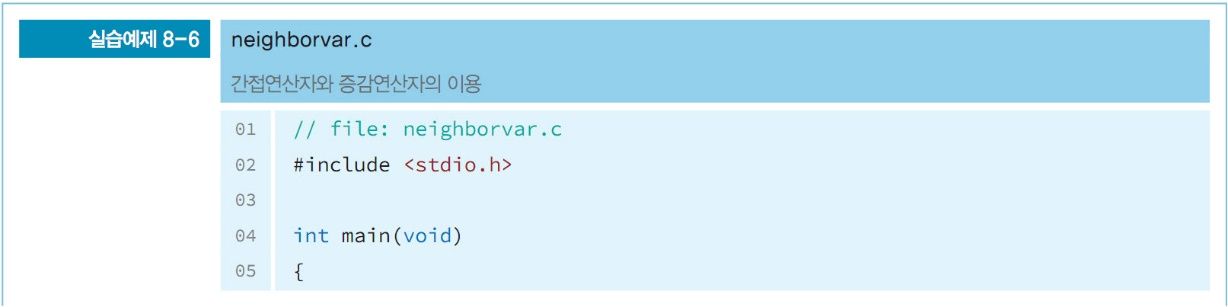 실습예제 8-6
neighborvar.c
간접연산자와 증감연산자의 이용
01 // file: neighborvar.c
02 #include <stdio.h>
03
04 int main(void)
05 {